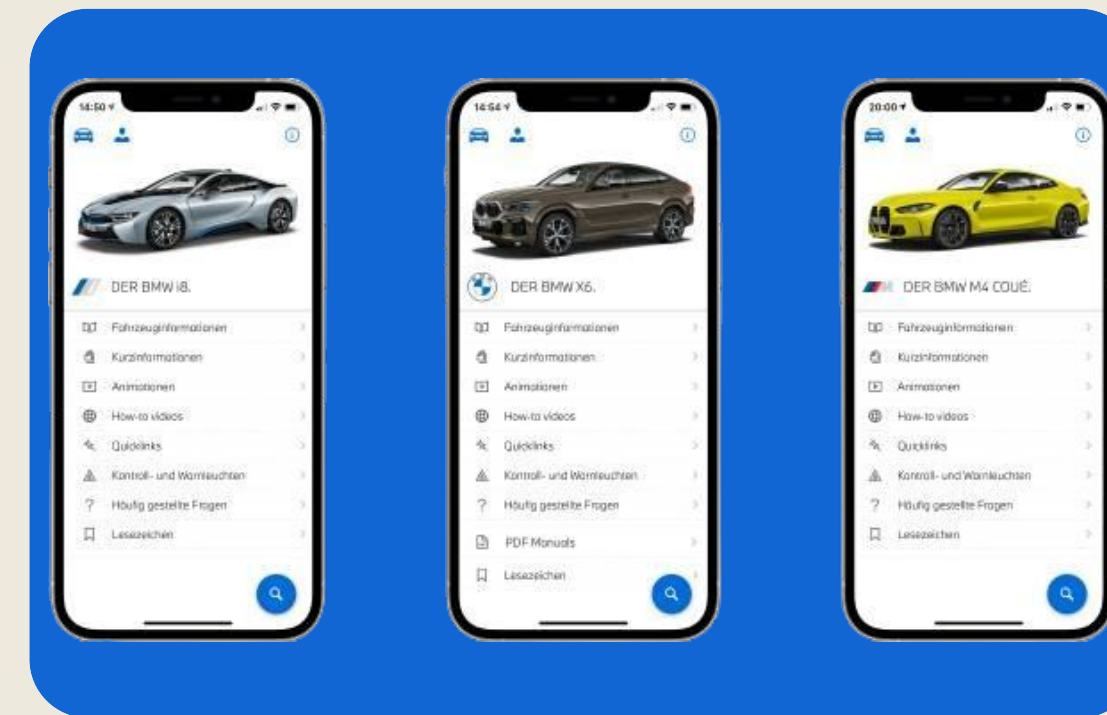 14:50
DER BMW i8.
Fahrzeuginformationen
Kurzinformationen
Animationen
How-to videos
Quicklinks
Kontroll- und Warnleuchten
Häufig gestellte Fragen
Lesezeichen
14:54
DER BMW X6.
Fahrzeuginformationen
Kurzinformationen
Animationen
How-to videos
Quicklinks
Kontroll- und Warnleuchten
Häufig gestellte Fragen
PDF Manuals
Lesezeichen
20:00
DER BMW M4 COUÉ.
Fahrzeuginformationen
Kurzinformationen
Animationen
How-to videos
Quicklinks
Kontroll- und Warnleuchten
Häufig gestellte Fragen
Lesezeichen